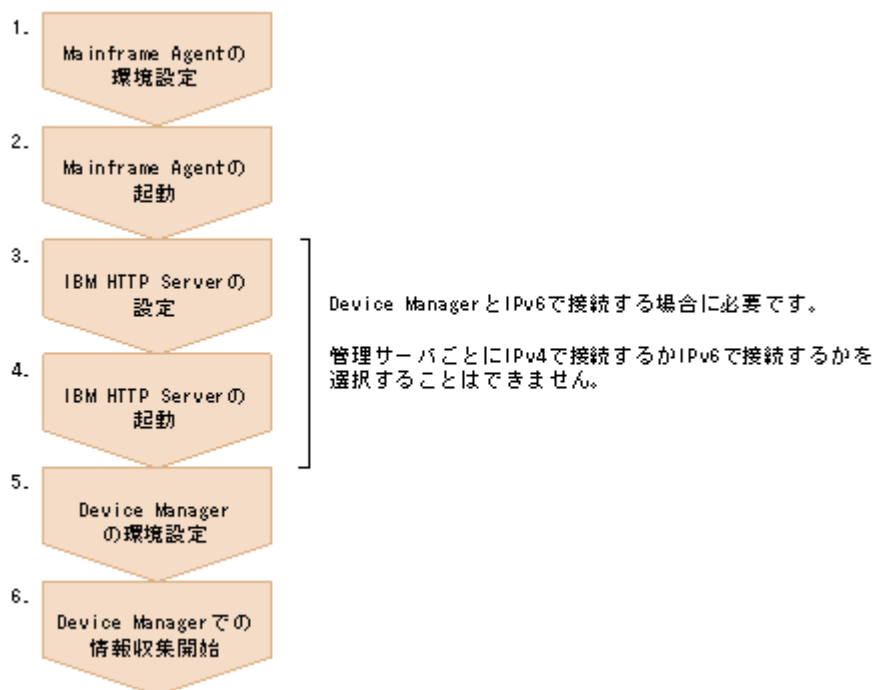 1.
Mainframe Agentの
環境設定
2.
Mainframe Agentの
起動
3.
IBM HTTP Serverの
設定
4.
IBM HTTP Serverの
起動
Device ManagerとIPv6で接続する場合に必要です。
管理サーバごとにIPv4で接続するかIPv6で接続するかを
選択することはできません。
5.
Device Manager
の環境設定
6.
Device Managerでの
情報収集開始